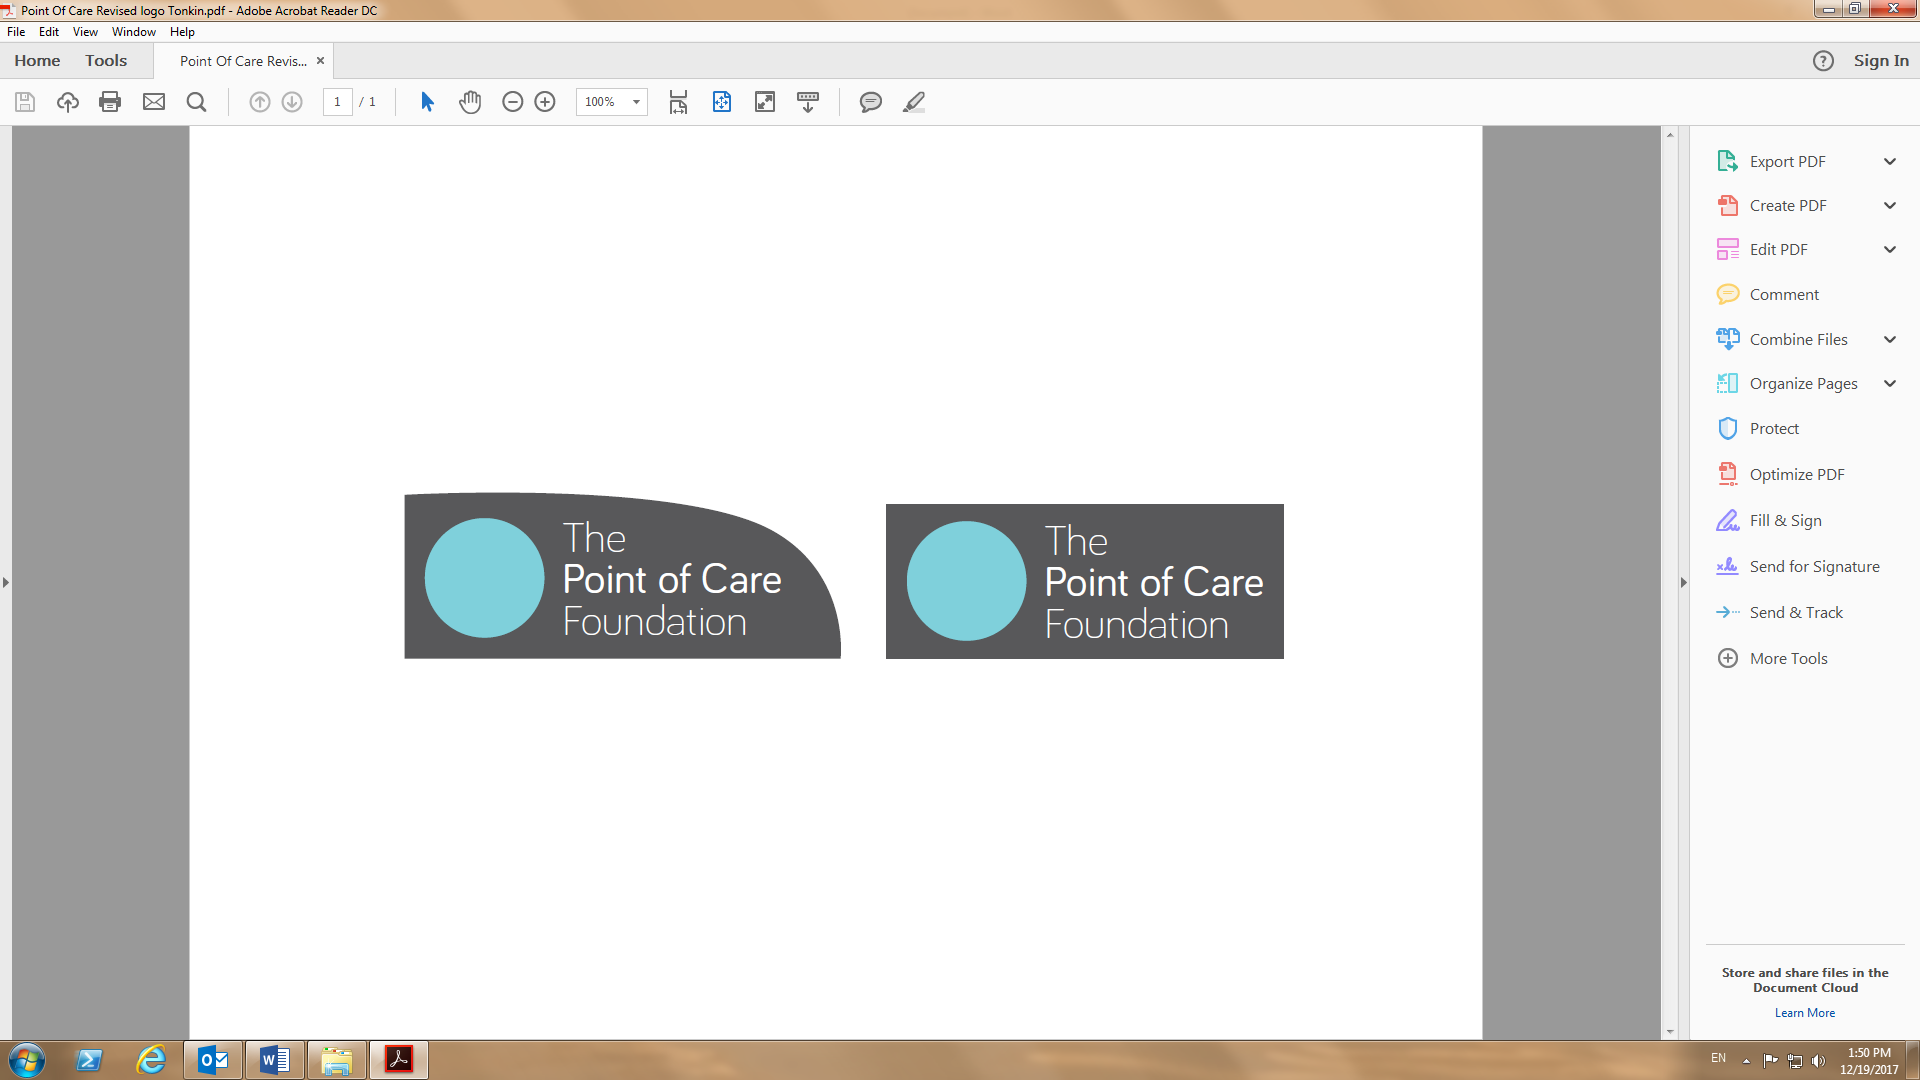 Point Of Care Revised logo Tonkin.pdf - Adobe Acrobat Reader DC
File Edit View Window Help
Home Tools Point Of Care Revis... Sign In
1 / 1 100%
Export PDF
Create PDF
Edit PDF
Comment
Combine Files
Organize Pages
Protect
Optimize PDF
Fill & Sign
Send for Signature
Send & Track
More Tools
The
Point of Care
Foundation
The
Point of Care
Foundation
Store and share files in the
Document Cloud
Learn More
EN
1:50 PM
12/19/2017